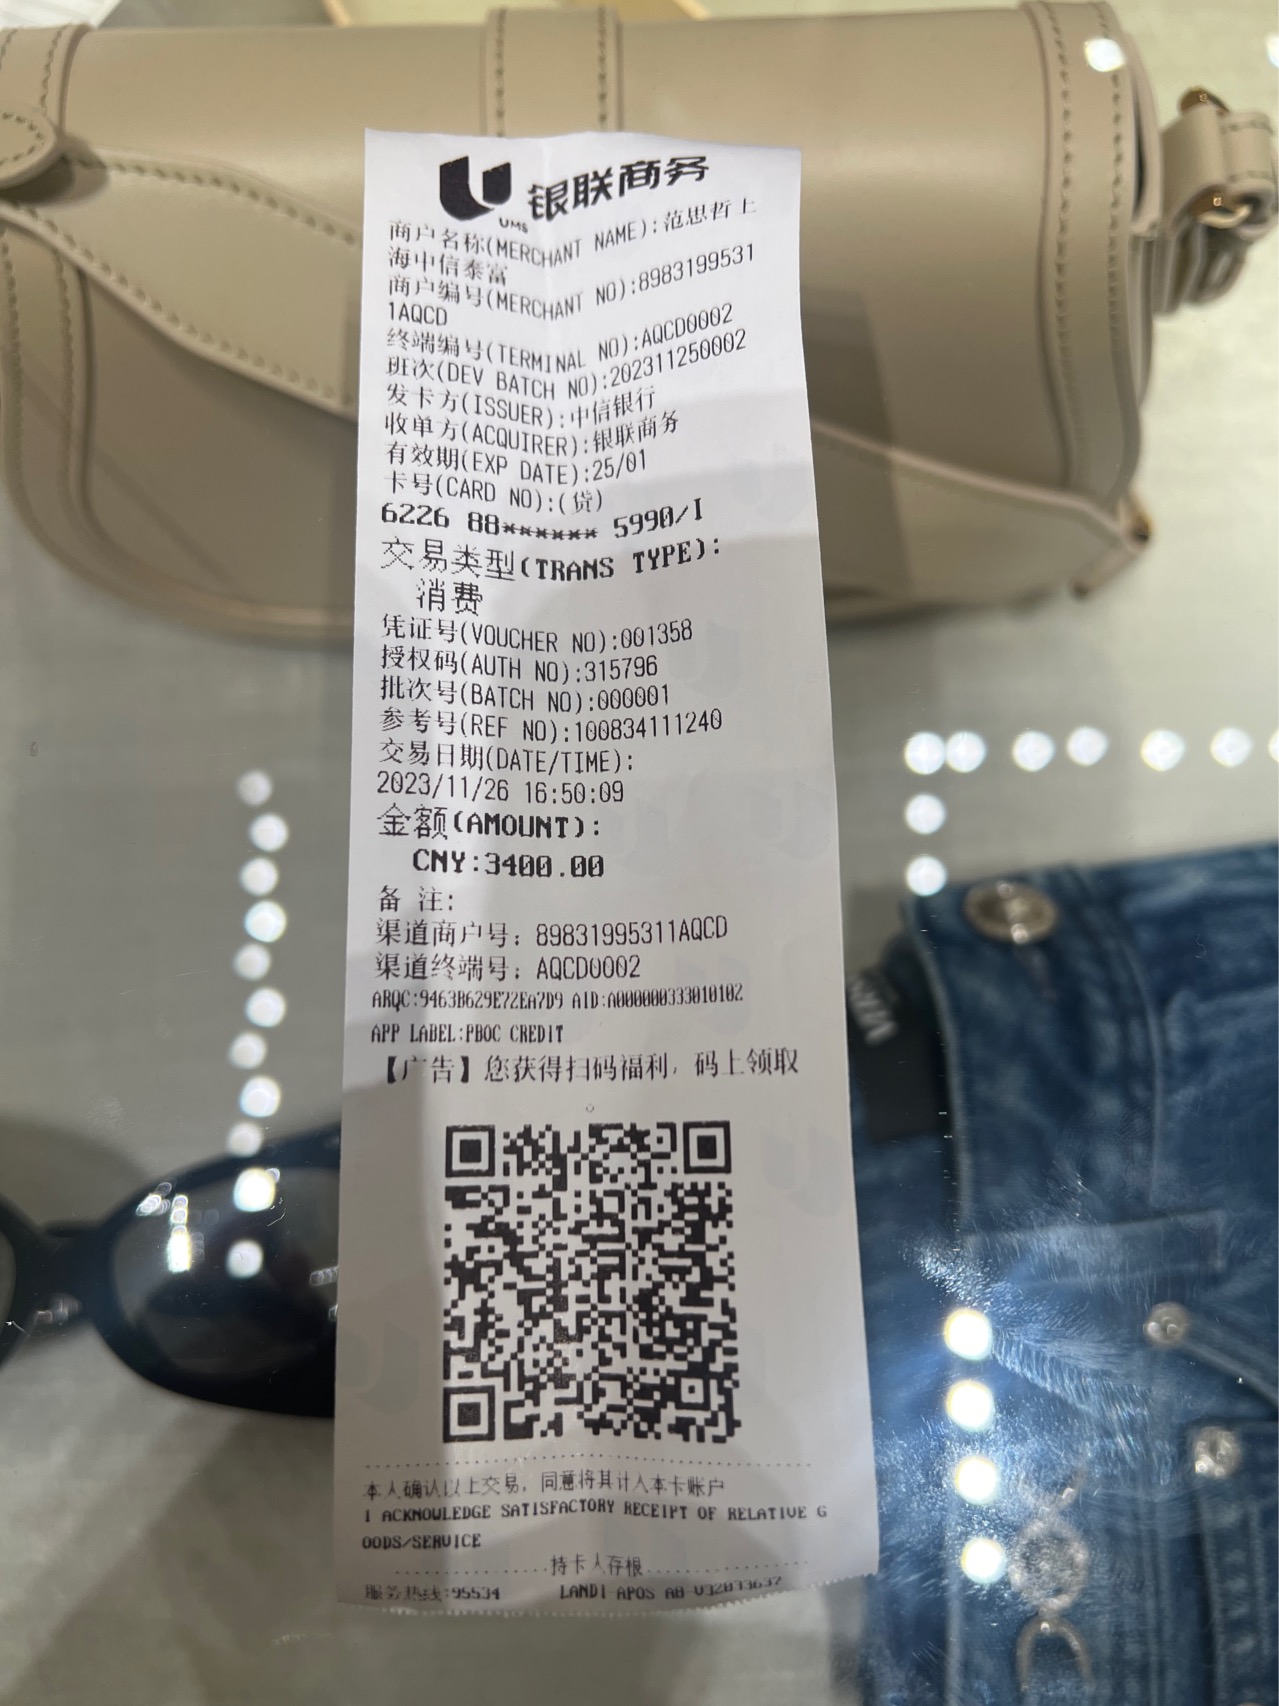 银联商务
UMS
商户名称(MERCHANT NAME):范思哲上
海中信泰富
商户编号(MERCHANT NO):8983199531
1AQCD
终端编号(TERMINAL NO):AQCD0002
班次(DEV BATCH NO):202311250002
发卡方(ISSUER):中信银行
收单方(ACQUIRER):银联商务
有效期(EXP DATE):25/01
卡号(CARD NO):(贷)
6226 88****** 5990/I
交易类型(TRANS TYPE):
消费
凭证号(VOUCHER NO):001358
授权码(AUTH NO):315796
批次号(BATCH NO):000001
参考号(REF NO):100834111240
交易日期(DATE/TIME):
2023/11/26 16:50:09
金额(AMOUNT):
CNY:3400.00
备 注:
渠道商户号：89831995311AQCD
渠道终端号：AQCD0002
ARQC:9463B629E72EA7D9 AID:A000000333010102
APP LABEL:PBOC CREDIT
【广告】您获得扫码福利，码上领取
本人确认以上交易，同意将其计入本卡账户
I ACKNOWLEDGE SATISFACTORY RECEIPT OF RELATIVE G
OODS/SERVICE
持卡人存根
服务热线:95534 LANDI APOS A8